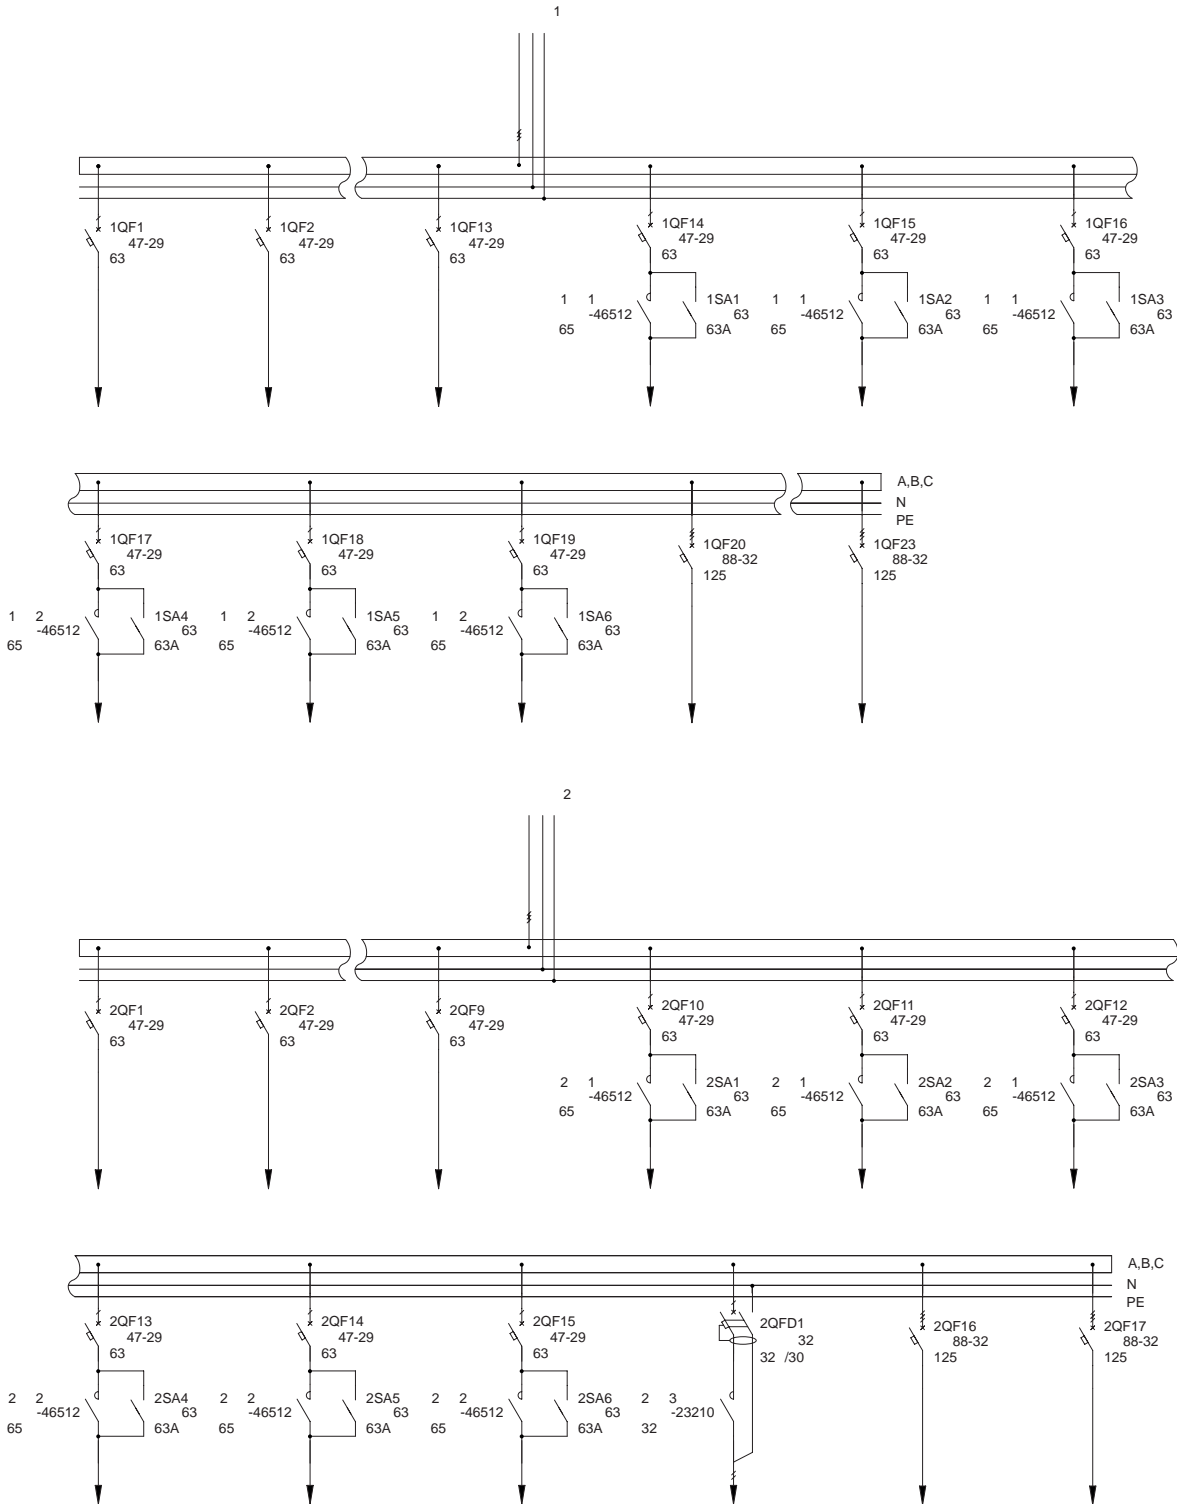 1
1QF1
47-29
63
1QF2
47-29
63
1QF13
47-29
63
1QF14
47-29
63
1QF15
47-29
63
1QF16
47-29
63
1 1
-46512
65
1SA1
63
63A
1 1
-46512
65
1SA2
63
63A
1 1
-46512
65
1SA3
63
63A
A,B,C
N
PE
1QF17
47-29
63
1QF18
47-29
63
1QF19
47-29
63
1QF20
88-32
125
1QF23
88-32
125
1 2
-46512
65
1SA4
63
63A
1 2
-46512
65
1SA5
63
63A
1 2
-46512
65
1SA6
63
63A
2
2QF1
47-29
63
2QF2
47-29
63
2QF9
47-29
63
2QF10
47-29
63
2QF11
47-29
63
2QF12
47-29
63
2 1
-46512
65
2SA1
63
63A
2 1
-46512
65
2SA2
63
63A
2 1
-46512
65
2SA3
63
63A
A,B,C
N
PE
2QF13
47-29
63
2QF14
47-29
63
2QF15
47-29
63
2QFD1
32
32 /30
2QF16
88-32
125
2QF17
88-32
125
2 2
-46512
65
2SA4
63
63A
2 2
-46512
65
2SA5
63
63A
2 2
-46512
65
2SA6
63
63A
2 3
-23210
32